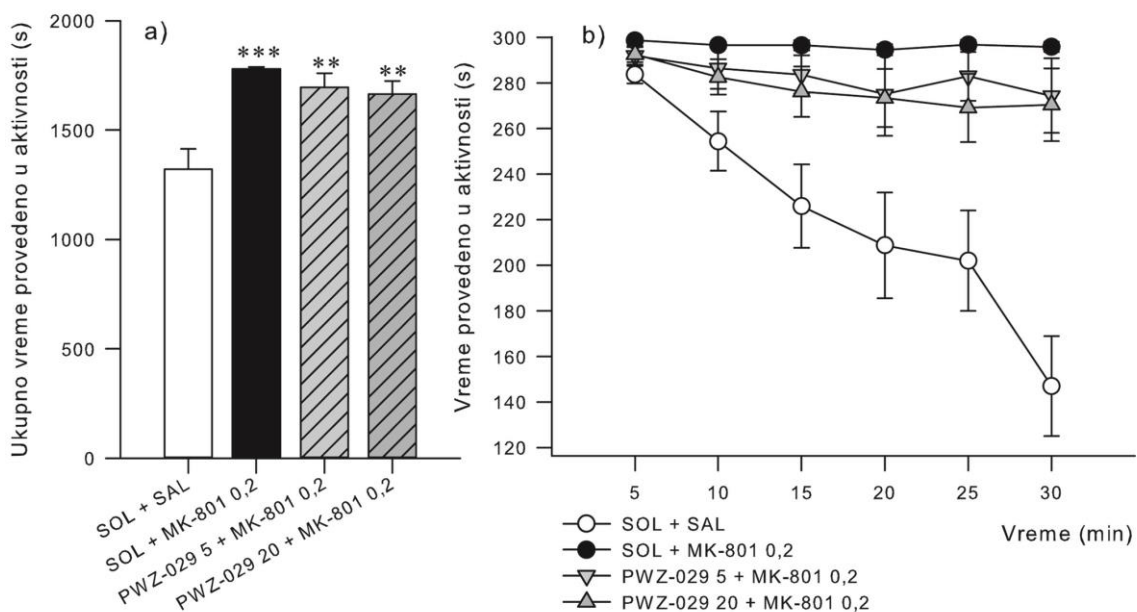 a)
Ukupno vreme provedeno u aktivnosti (s)
2000
1500
1000
500
0
***
**
**
SOL + SAL
SOL + MK-801 0,2
PWZ-029 5 + MK-801 0,2
PWZ-029 20 + MK-801 0,2
b)
Vreme provedeno u aktivnosti (s)
300
280
260
240
220
200
180
160
140
120
5 10 15 20 25 30
Vreme (min)
SOL + SAL
SOL + MK-801 0,2
PWZ-029 5 + MK-801 0,2
PWZ-029 20 + MK-801 0,2